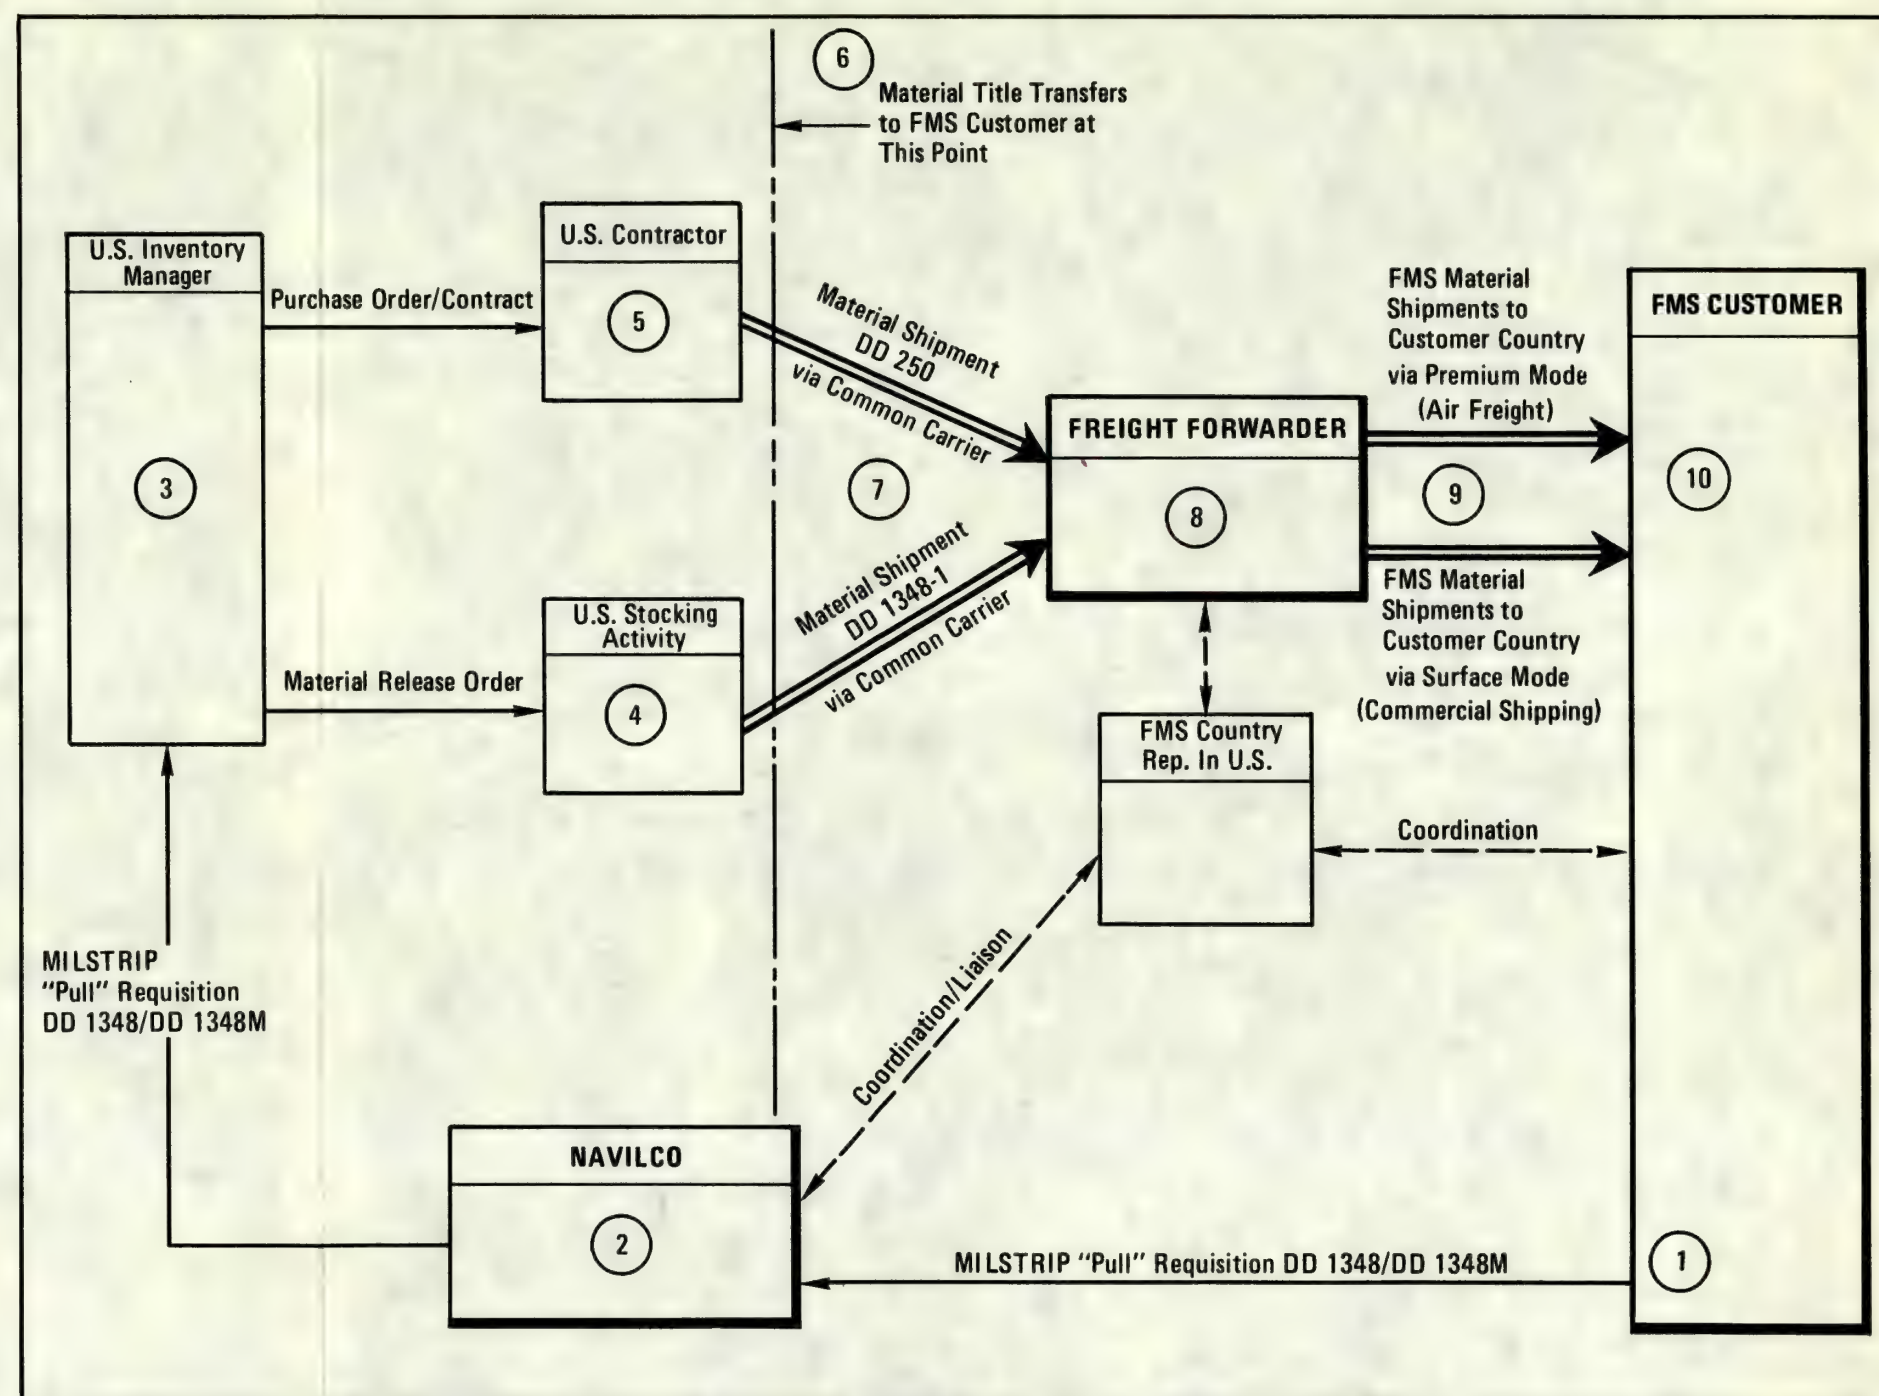 6
Material Title Transfers
to FMS Customer at
This Point
U.S. Inventory
Manager
3
Purchase Order/Contract
U.S. Contractor
5
Material Shipment
DD 250
via Common Carrier
7
Material Release Order
U.S. Stocking
Activity
4
Material Shipment
DD 1348-1
via Common Carrier
FREIGHT FORWARDER
8
FMS Material
Shipments to
Customer Country
via Premium Mode
(Air Freight)
9
FMS Material
Shipments to
Customer Country
via Surface Mode
(Commercial Shipping)
FMS CUSTOMER
10
FMS Country
Rep. In U.S.
Coordination
Coordination/Liaison
MILSTRIP
"Pull" Requisition
DD 1348/DD 1348M
NAVILCO
2
MILSTRIP "Pull" Requisition DD 1348/DD 1348M
1